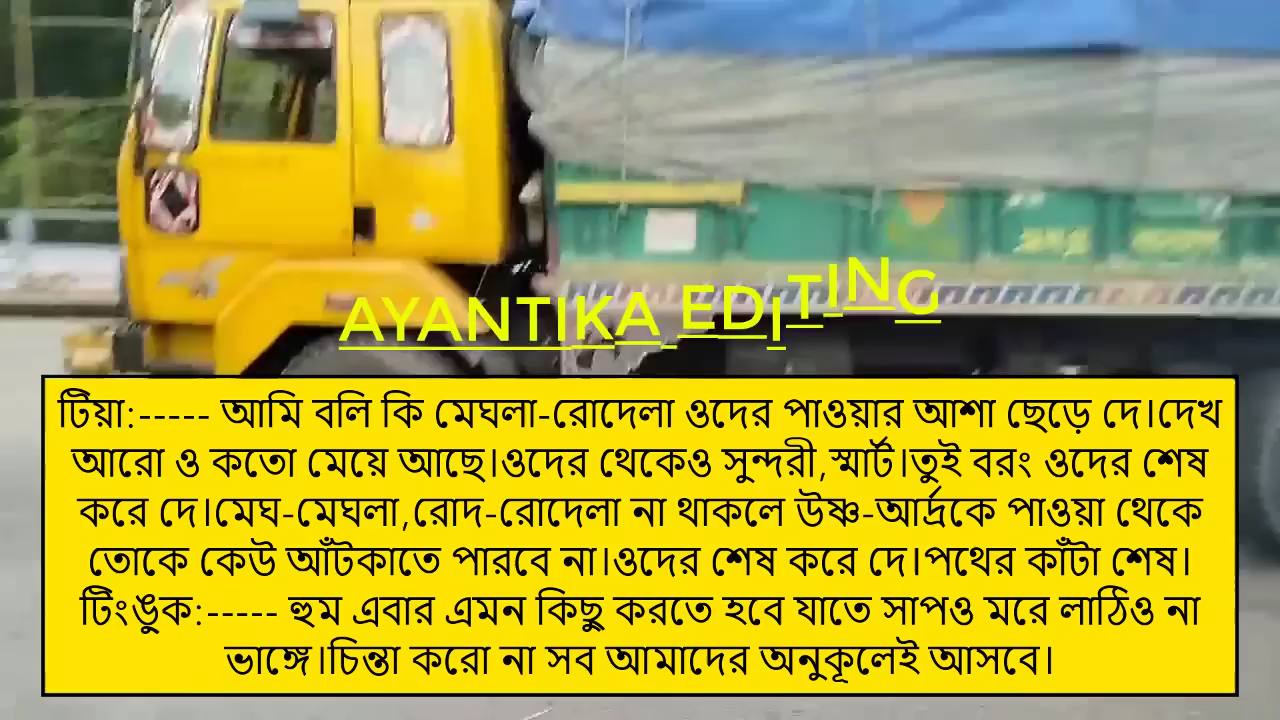 AYANTIKA EDITING
টিয়া:----- আমি বলি কি মেঘলা-রোদেলা ওদের পাওয়ার আশা ছেড়ে দে।দেখ
আরো ও কতো মেয়ে আছে।ওদের থেকেও সুন্দরী,স্মার্ট।তুই বরং ওদের শেষ
করে দে।মেঘ-মেঘলা,রোদ-রোদেলা না থাকলে উষ্ণ-আর্দ্রকে পাওয়া থেকে
তোকে কেউ আঁটকাতে পারবে না।ওদের শেষ করে দে।পথের কাঁটা শেষ।
টিংঙুক:----- হুম এবার এমন কিছু করতে হবে যাতে সাপও মরে লাঠিও না
ভাঙ্গে।চিন্তা করো না সব আমাদের অনুকূলেই আসবে।